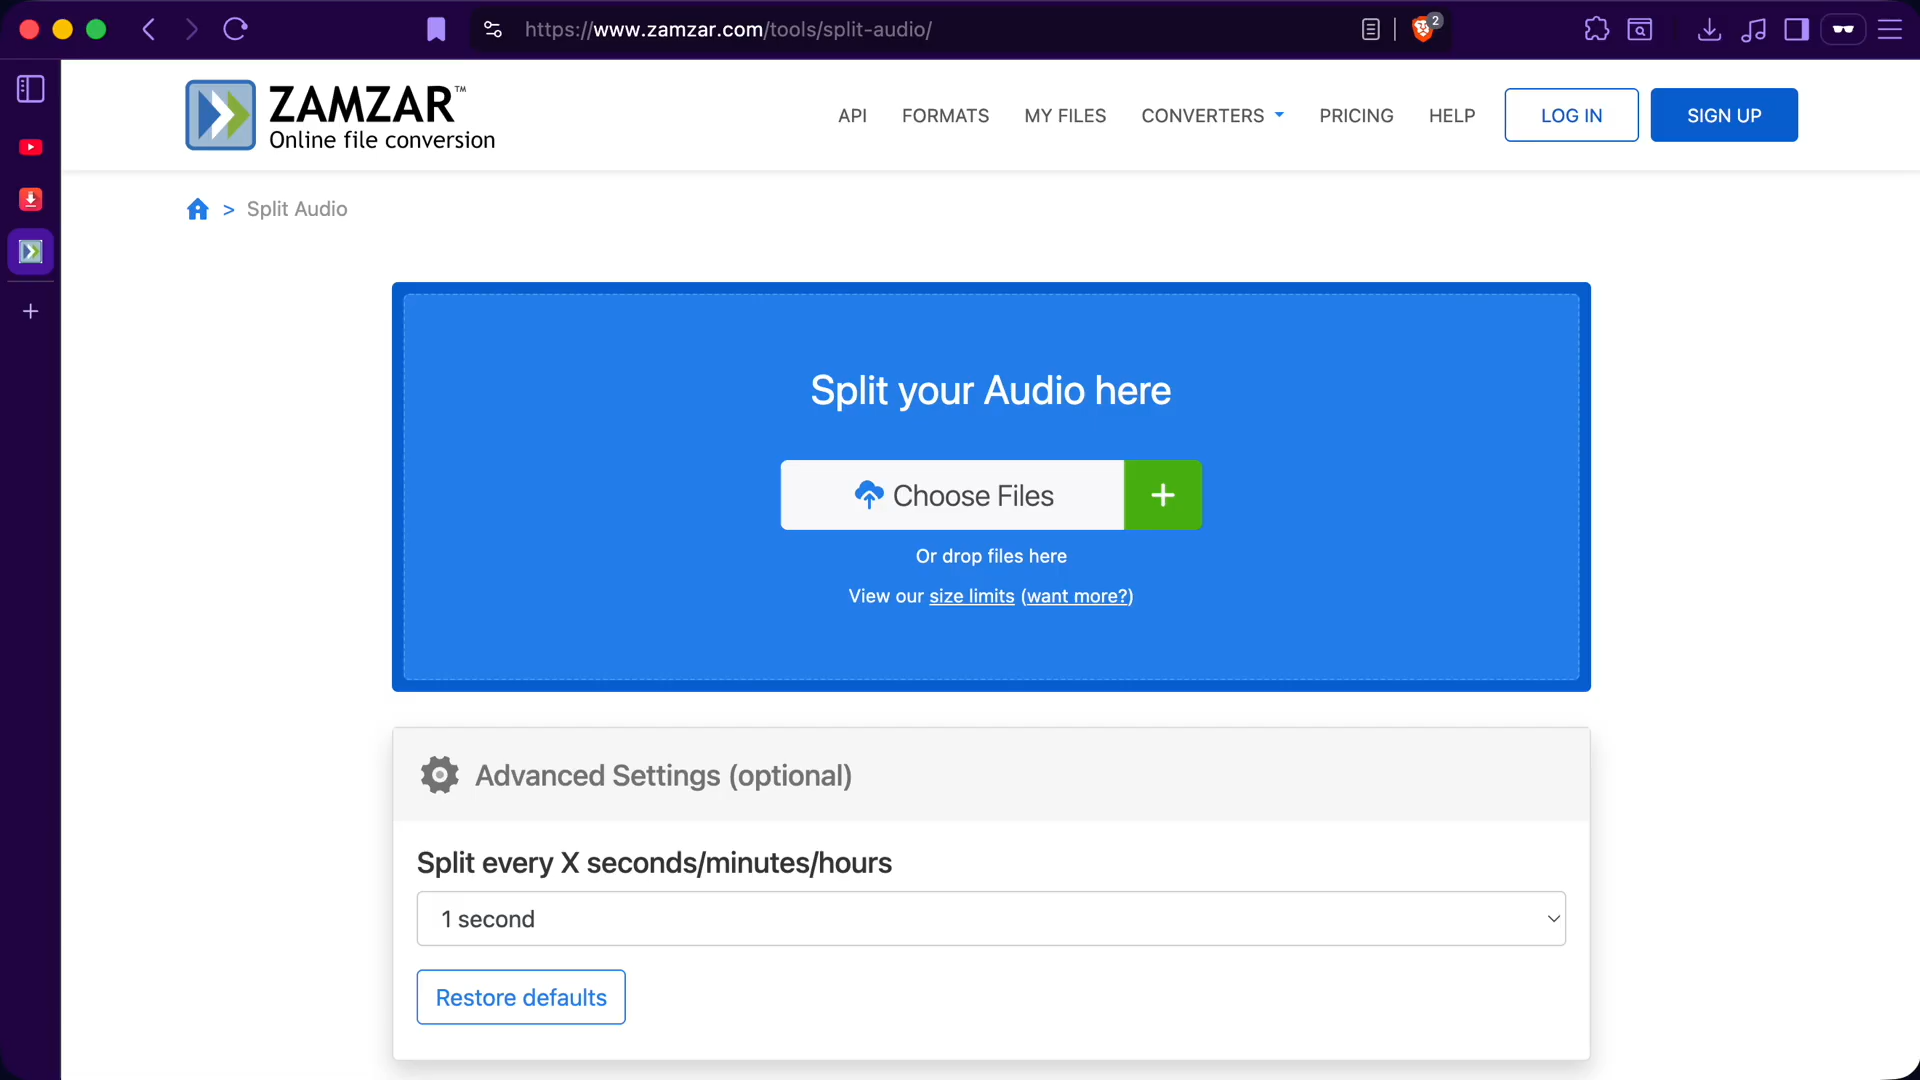 https://www.zamzar.com/tools/split-audio/
2
ZAMZAR™
Online file conversion
API
FORMATS
MY FILES
CONVERTERS
PRICING
HELP
LOG IN
SIGN UP
> Split Audio
Split your Audio here
Choose Files
+
Or drop files here
View our size limits (want more?)
Advanced Settings (optional)
Split every X seconds/minutes/hours
1 second
Restore defaults